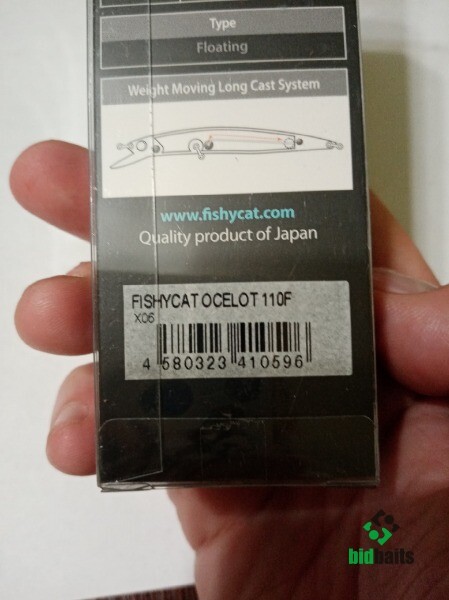 Type
Floating
Weight Moving Long Cast System
www.fishycat.com
Quality product of Japan
FISHYCAT OCELOT 110F
X06
4 580323 410596
bidbaits